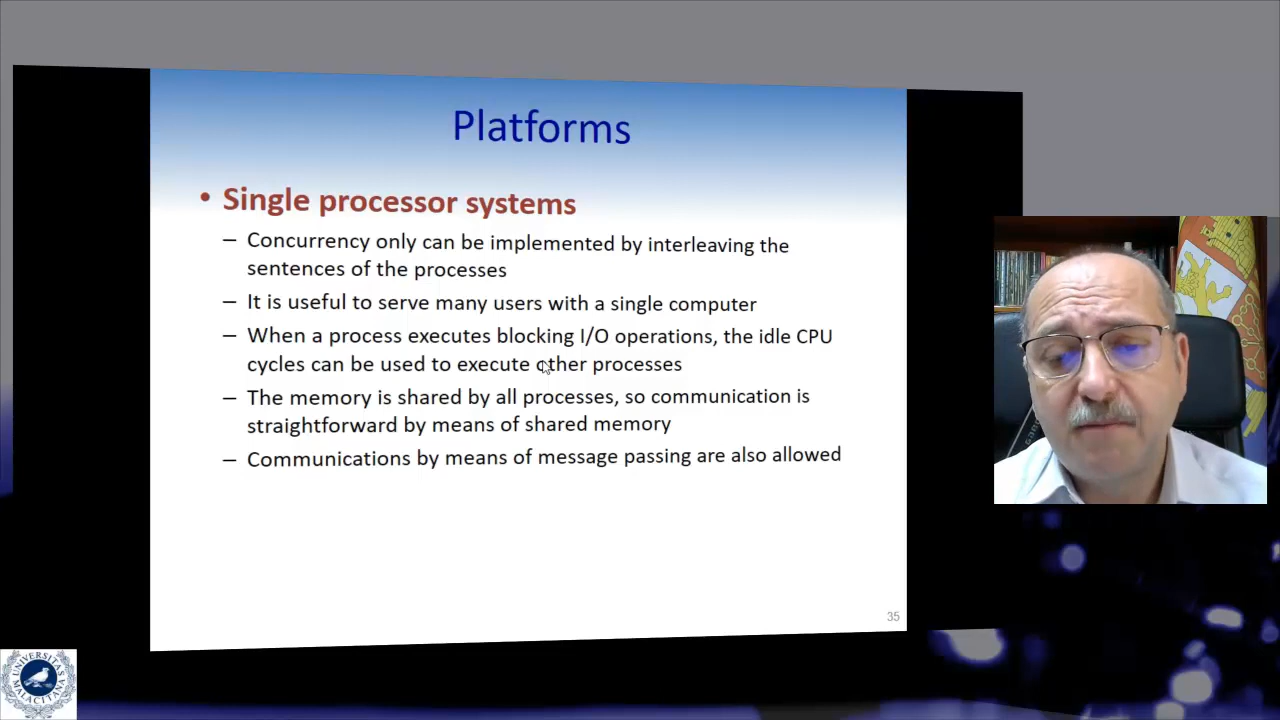 Platforms
• Single processor systems
– Concurrency only can be implemented by interleaving the
sentences of the processes
– It is useful to serve many users with a single computer
– When a process executes blocking I/O operations, the idle CPU
cycles can be used to execute other processes
– The memory is shared by all processes, so communication is
straightforward by means of shared memory
– Communications by means of message passing are also allowed
35
UNIVERSITAS
MALACITANA